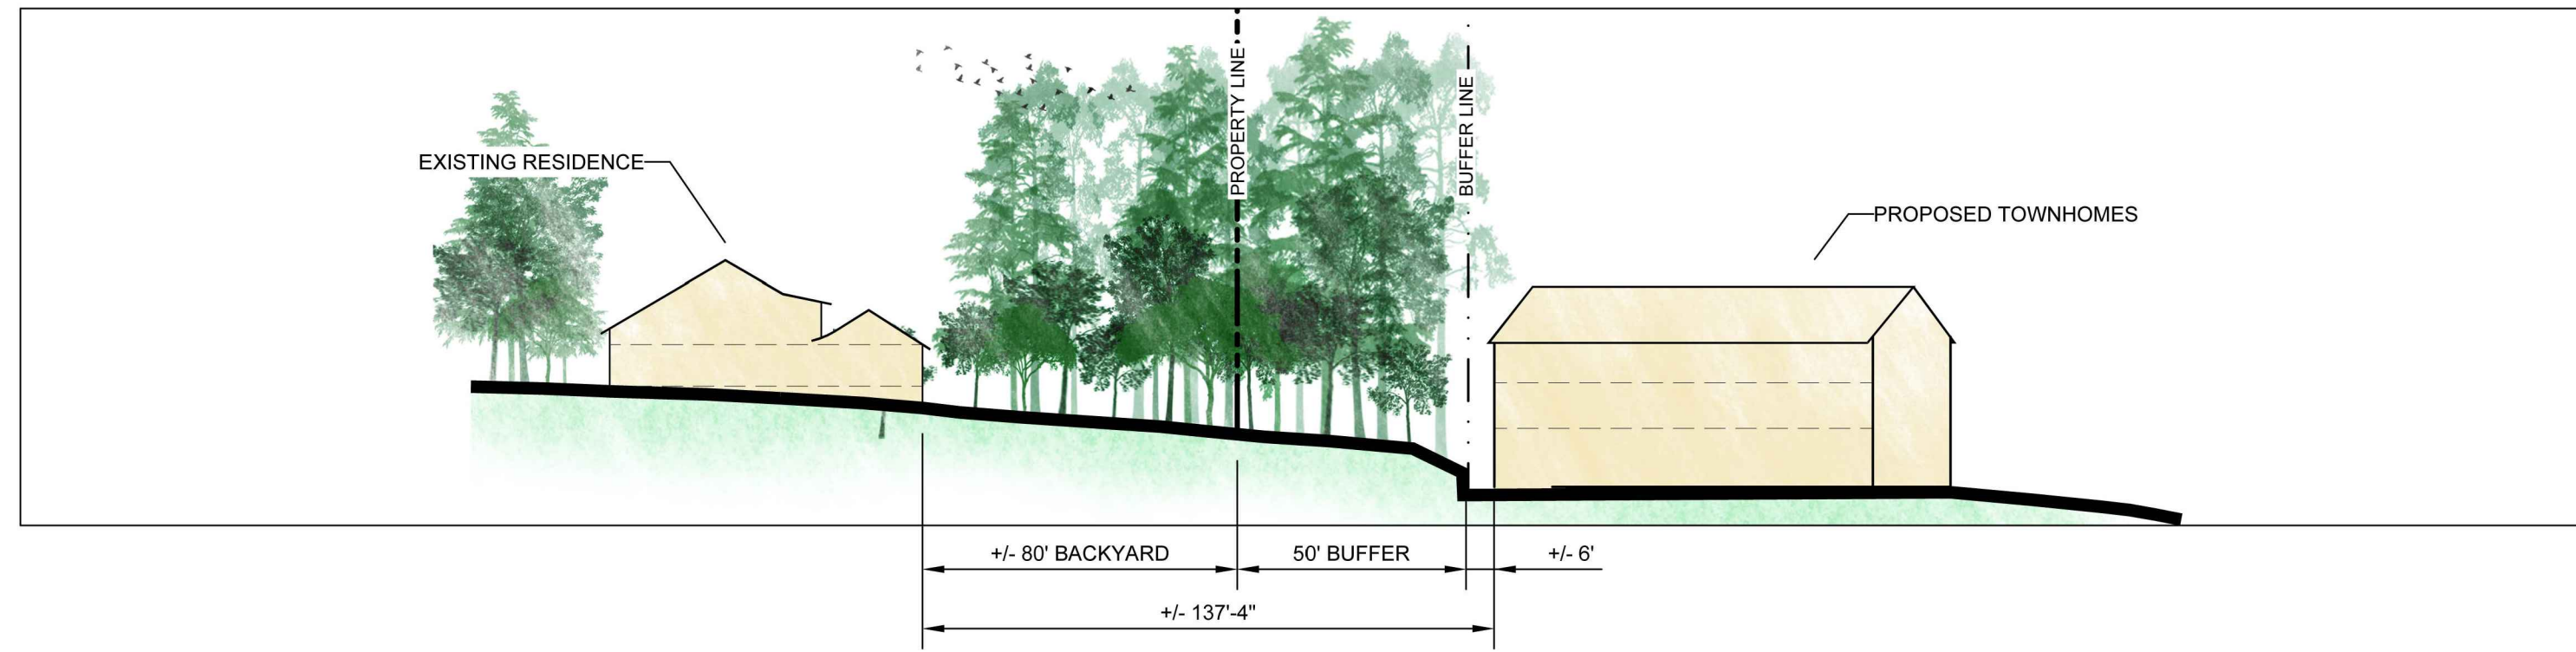 EXISTING RESIDENCE
PROPERTY LINE
BUFFER LINE
PROPOSED TOWNHOMES
+/- 80' BACKYARD
50' BUFFER
+/- 6'
+/- 137'-4"